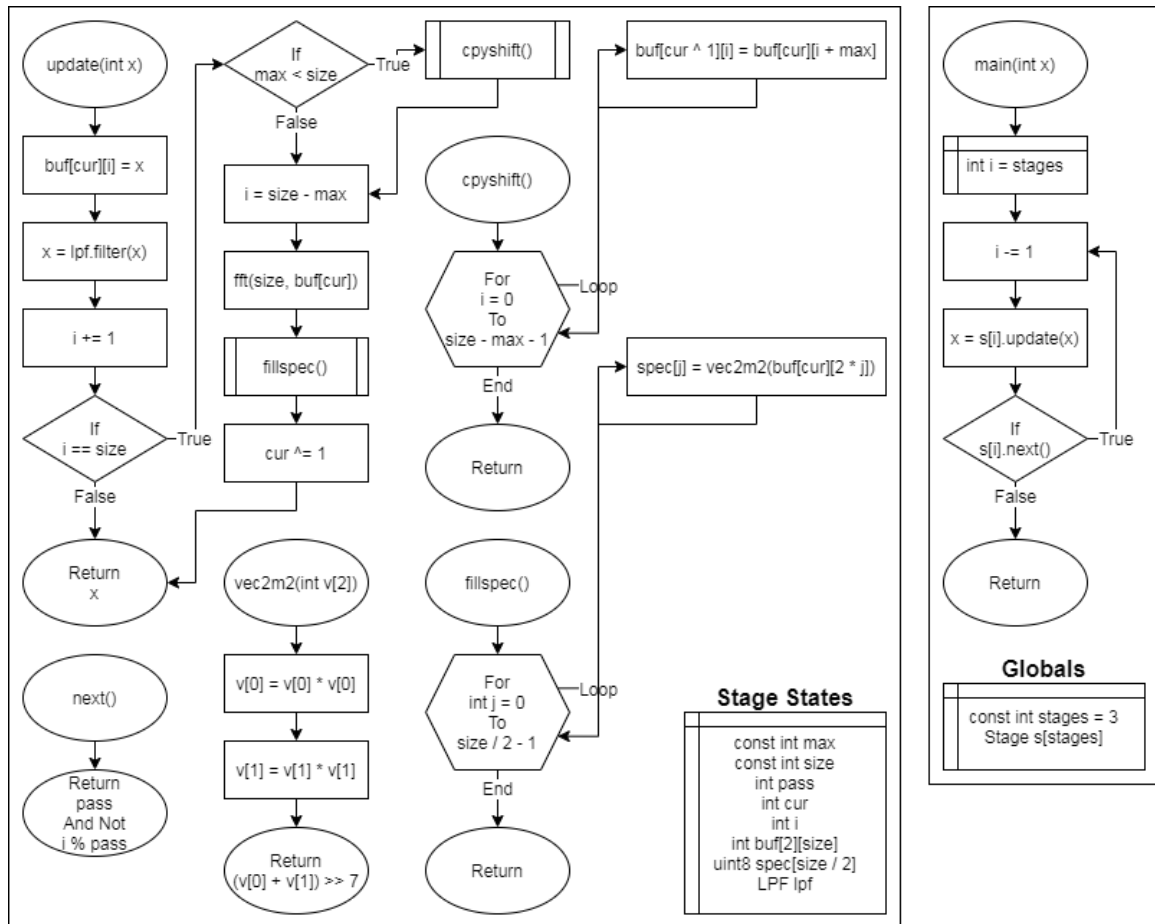 update(int x)
buf[cur][i] = x
x = lpf.filter(x)
i += 1
If
i == size
True
False
Return
x
next()
Return
pass
And Not
i % pass
If
max < size
True
False
i = size - max
fft(size, buf[cur])
fillspec()
cur ^= 1
vec2m2(int v[2])
v[0] = v[0] * v[0]
v[1] = v[1] * v[1]
Return
(v[0] + v[1]) >> 7
cpyshift()
cpyshift()
For
i = 0
To
size - max - 1
Loop
End
Return
fillspec()
For
int j = 0
To
size / 2 - 1
Loop
End
Return
buf[cur ^ 1][i] = buf[cur][i + max]
spec[j] = vec2m2(buf[cur][2 * j])
Stage States
const int max
const int size
int pass
int cur
int i
int buf[2][size]
uint8 spec[size / 2]
LPF lpf
main(int x)
int i = stages
i -= 1
x = s[i].update(x)
If
s[i].next()
True
False
Return
Globals
const int stages = 3
Stage s[stages]